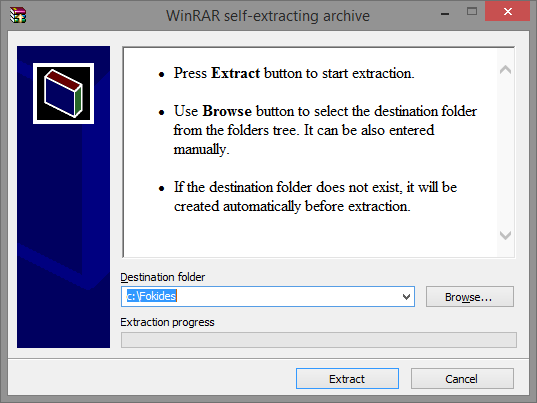 WinRAR self-extracting archive
• Press Extract button to start extraction.
• Use Browse button to select the destination folder
from the folders tree. It can be also entered
manually.
• If the destination folder does not exist, it will be
created automatically before extraction.
Destination folder
c:\Fokides
Browse...
Extraction progress
Extract
Cancel